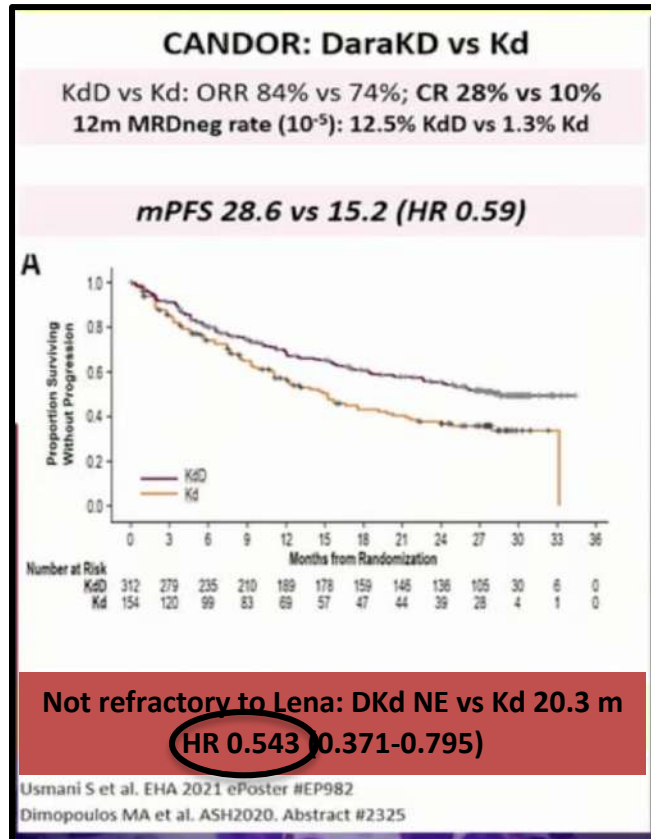 CANDOR: DaraKD vs Kd
KdD vs Kd: ORR 84% vs 74%; CR 28% vs 10%
12m MRDneg rate (10⁻⁵): 12.5% KdD vs 1.3% Kd
mPFS 28.6 vs 15.2 (HR 0.59)
A
Proportion Surviving
Without Progression
1.0
0.8
0.6
0.4
0.2
0.0
KdD
Kd
0 3 6 9 12 15 18 21 24 27 30 33 36
Months from Randomization
Number at Risk
KdD 312 279 235 210 189 178 159 146 136 105 30 6 0
Kd 154 120 99 83 69 57 47 44 39 28 4 1 0
Not refractory to Lena: DKd NE vs Kd 20.3 m
HR 0.543 (0.371-0.795)
Usmani S et al. EHA 2021 ePoster #EP982
Dimopoulos MA et al. ASH2020. Abstract #2325